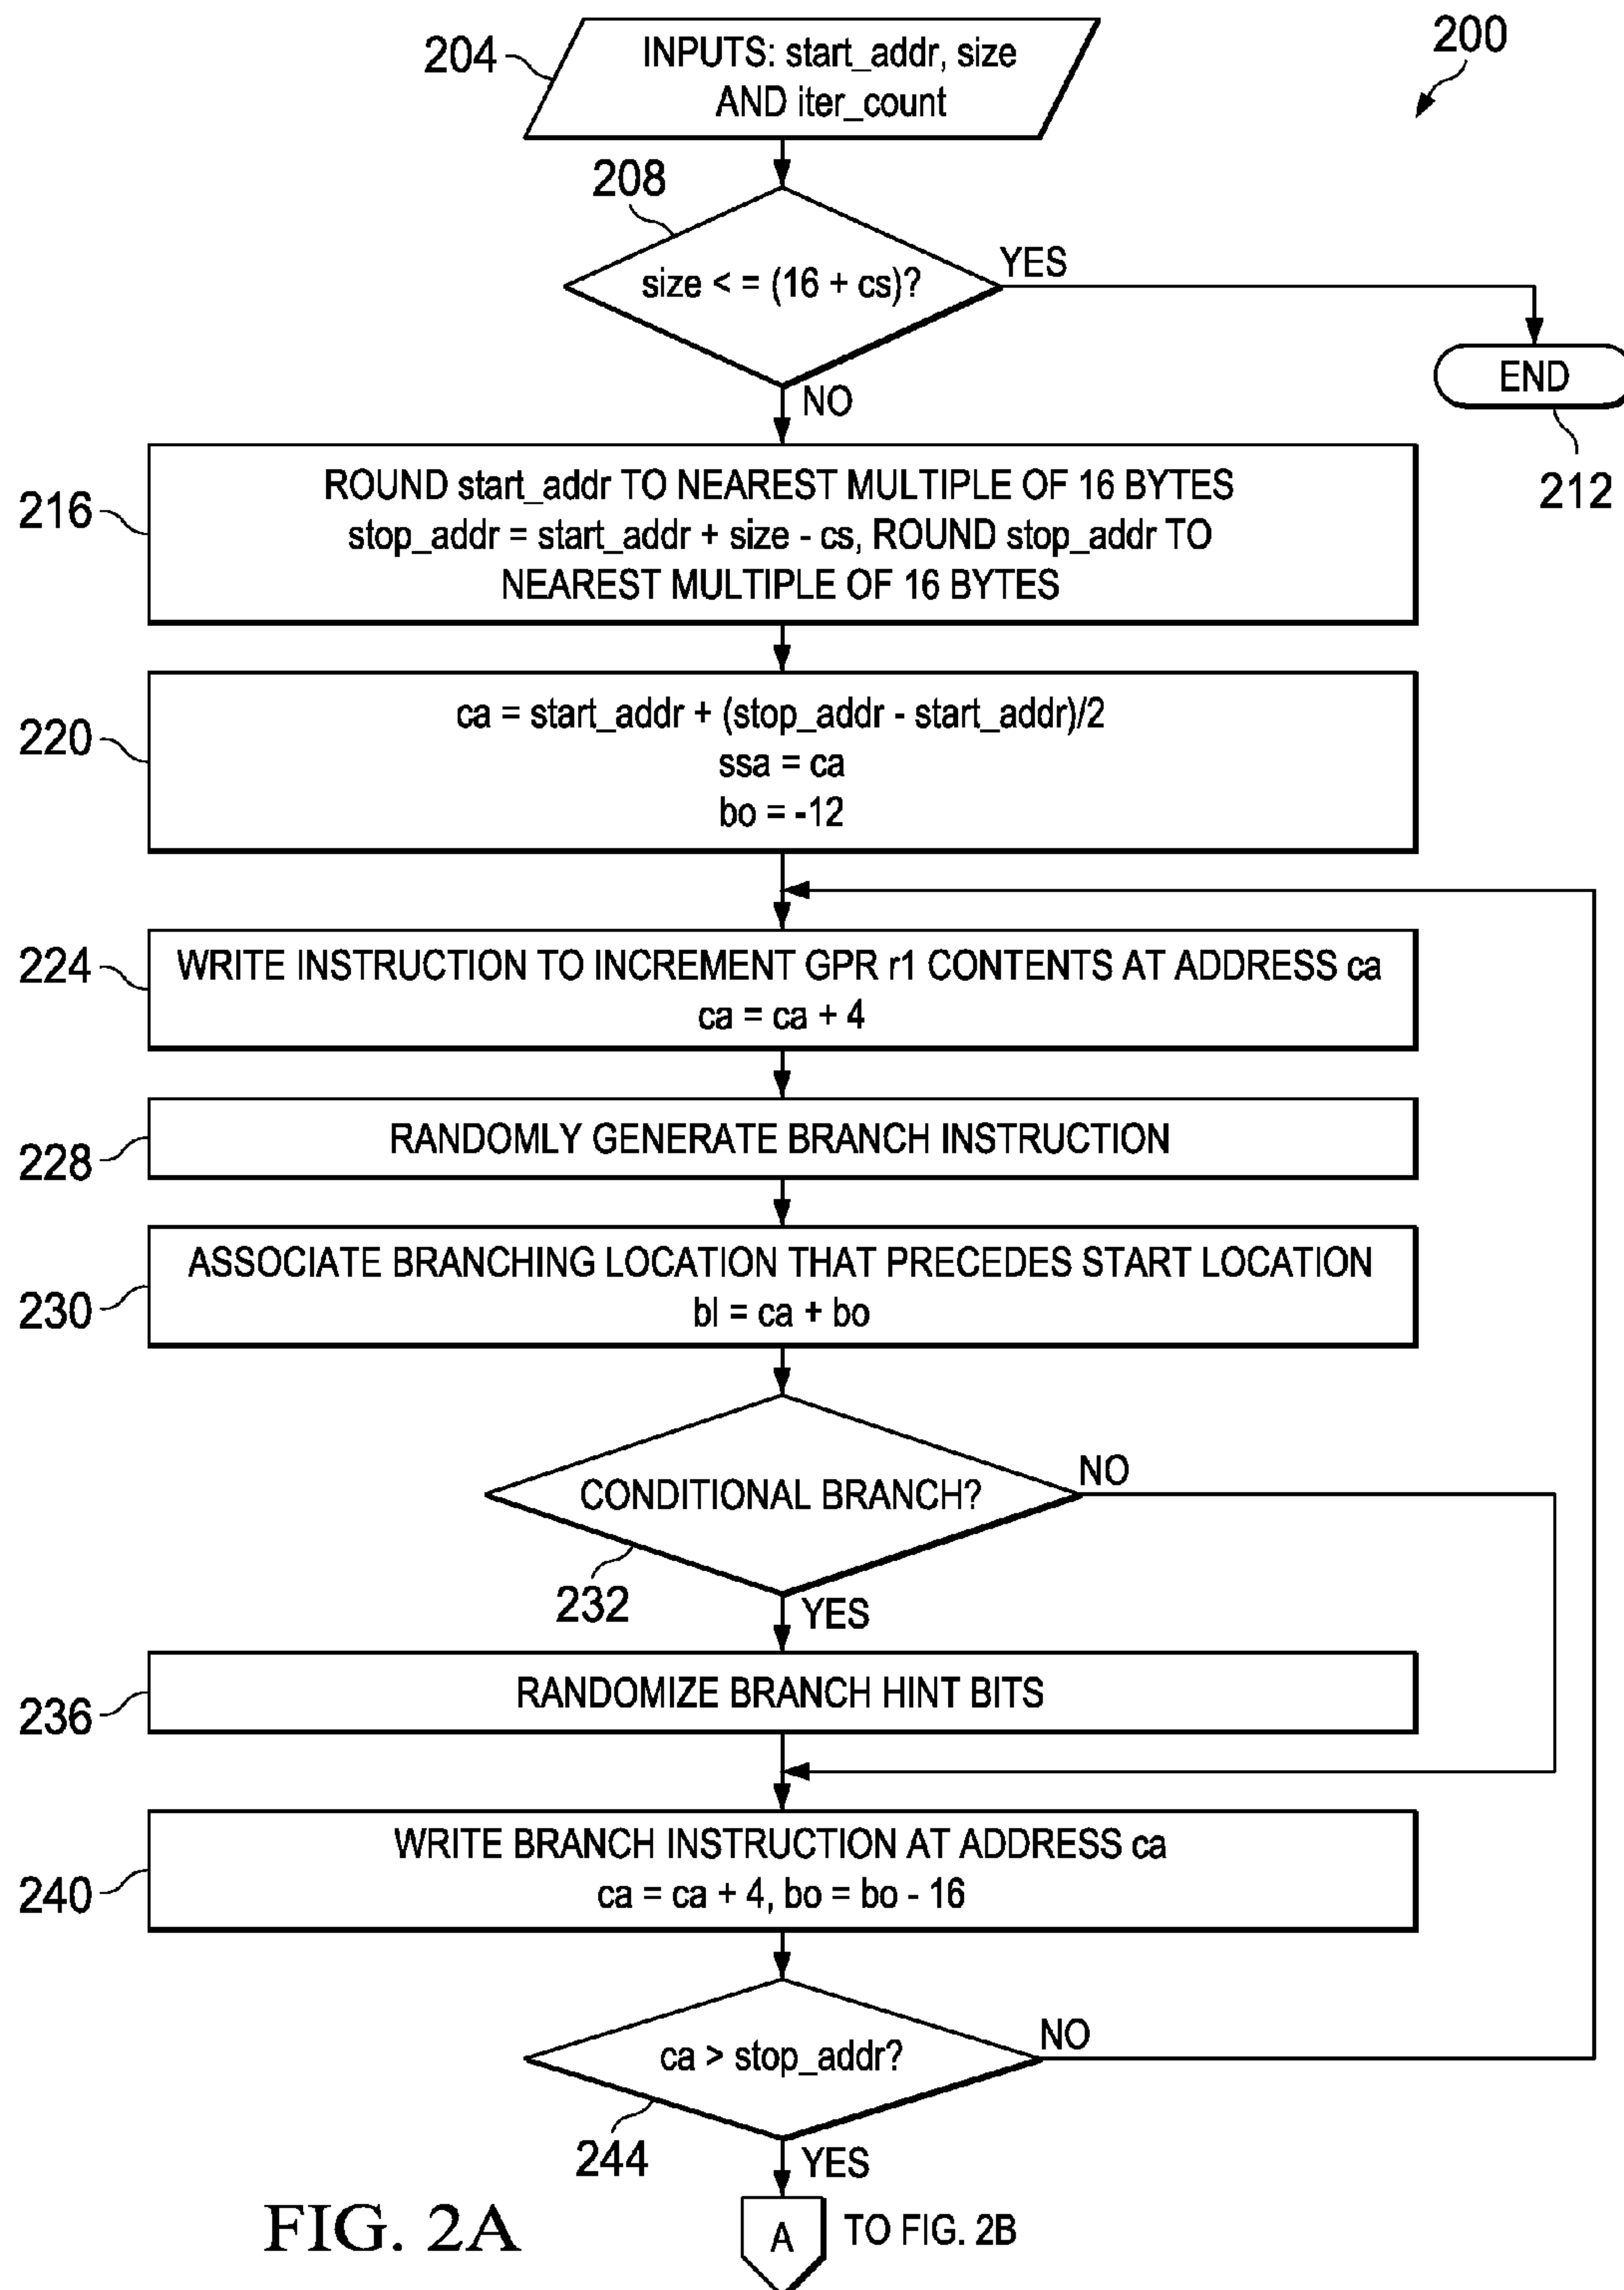 200
204
INPUTS: start_addr, size
AND iter_count
208
size < = (16 + cs)?
YES
NO
END
212
216
ROUND start_addr TO NEAREST MULTIPLE OF 16 BYTES
stop_addr = start_addr + size - cs, ROUND stop_addr TO
NEAREST MULTIPLE OF 16 BYTES
220
ca = start_addr + (stop_addr - start_addr)/2
ssa = ca
bo = -12
224
WRITE INSTRUCTION TO INCREMENT GPR r1 CONTENTS AT ADDRESS ca
ca = ca + 4
228
RANDOMLY GENERATE BRANCH INSTRUCTION
230
ASSOCIATE BRANCHING LOCATION THAT PRECEDES START LOCATION
bl = ca + bo
CONDITIONAL BRANCH?
NO
232
YES
236
RANDOMIZE BRANCH HINT BITS
240
WRITE BRANCH INSTRUCTION AT ADDRESS ca
ca = ca + 4, bo = bo - 16
ca > stop_addr?
NO
244
YES
A
TO FIG. 2B
FIG. 2A